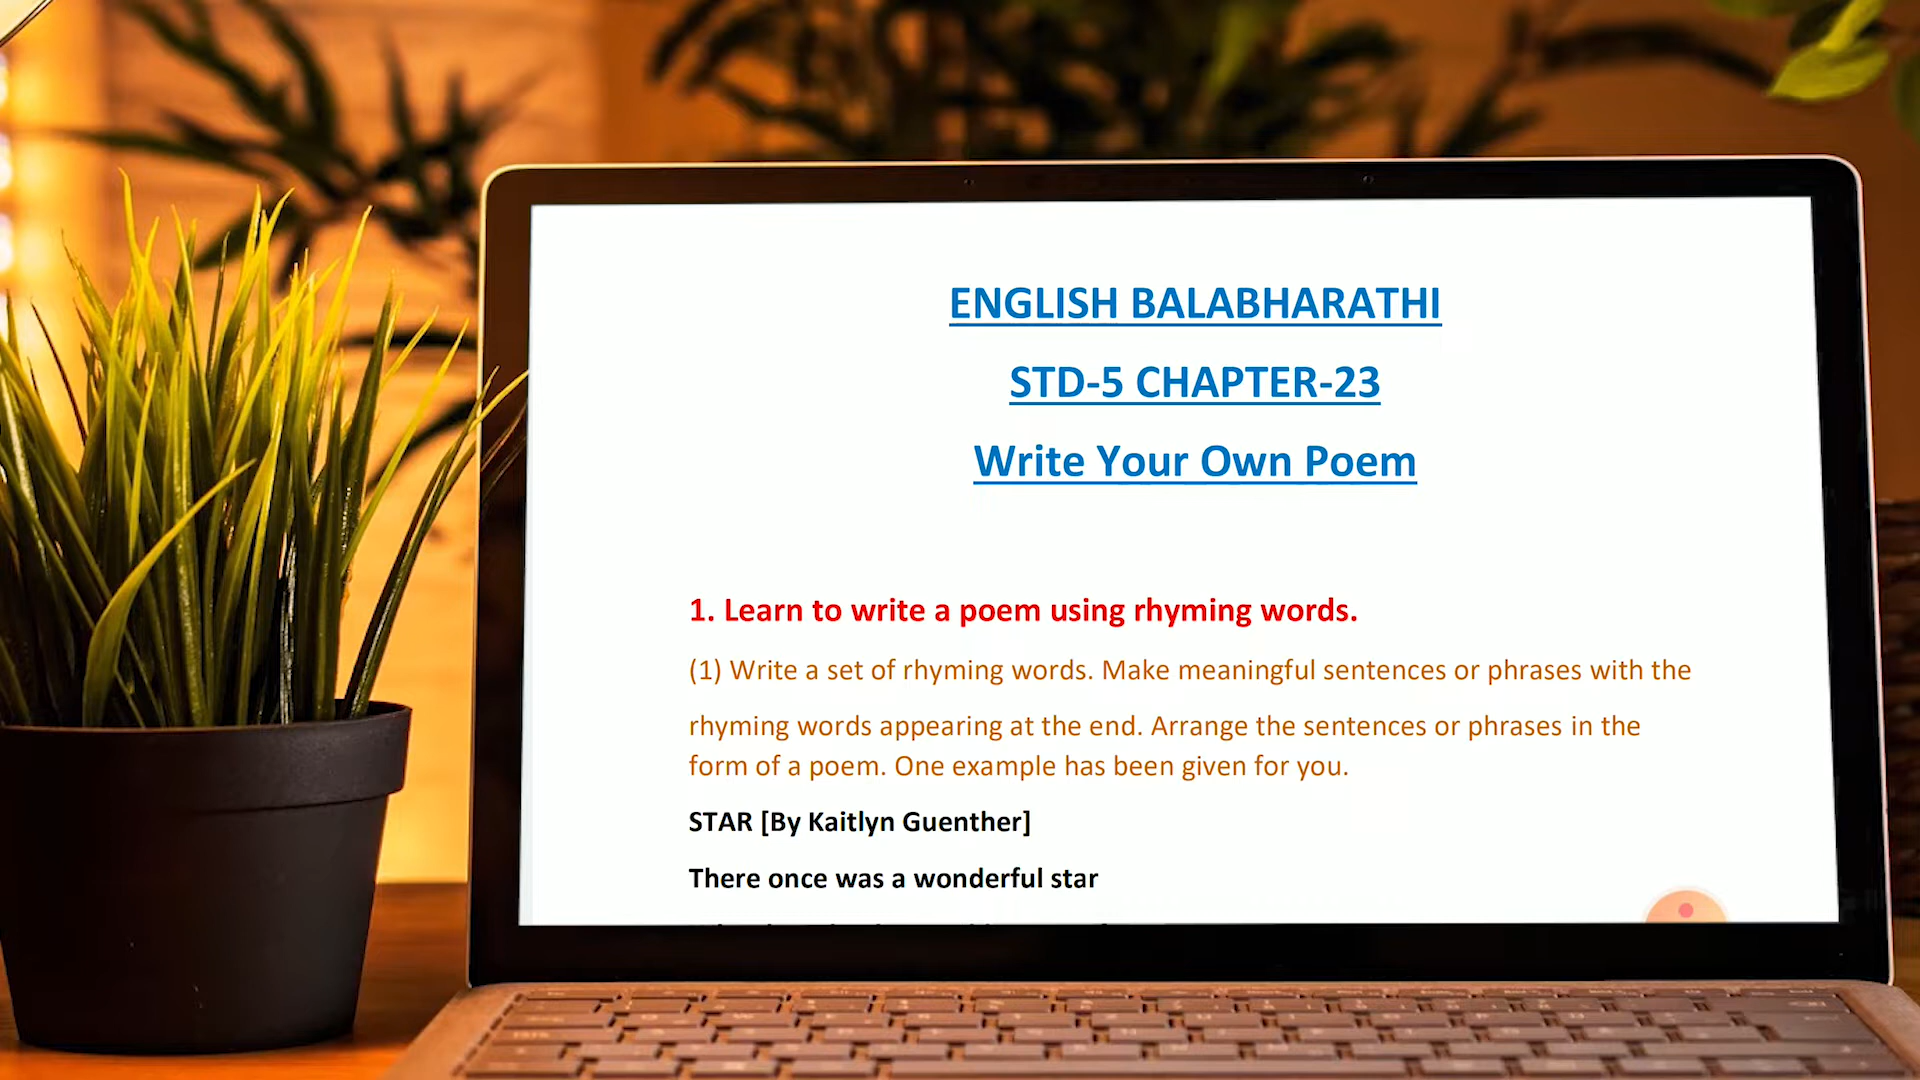 ENGLISH BALABHARATHI
STD-5 CHAPTER-23
Write Your Own Poem
1. Learn to write a poem using rhyming words.
(1) Write a set of rhyming words. Make meaningful sentences or phrases with the
rhyming words appearing at the end. Arrange the sentences or phrases in the
form of a poem. One example has been given for you.
STAR [By Kaitlyn Guenther]
There once was a wonderful star